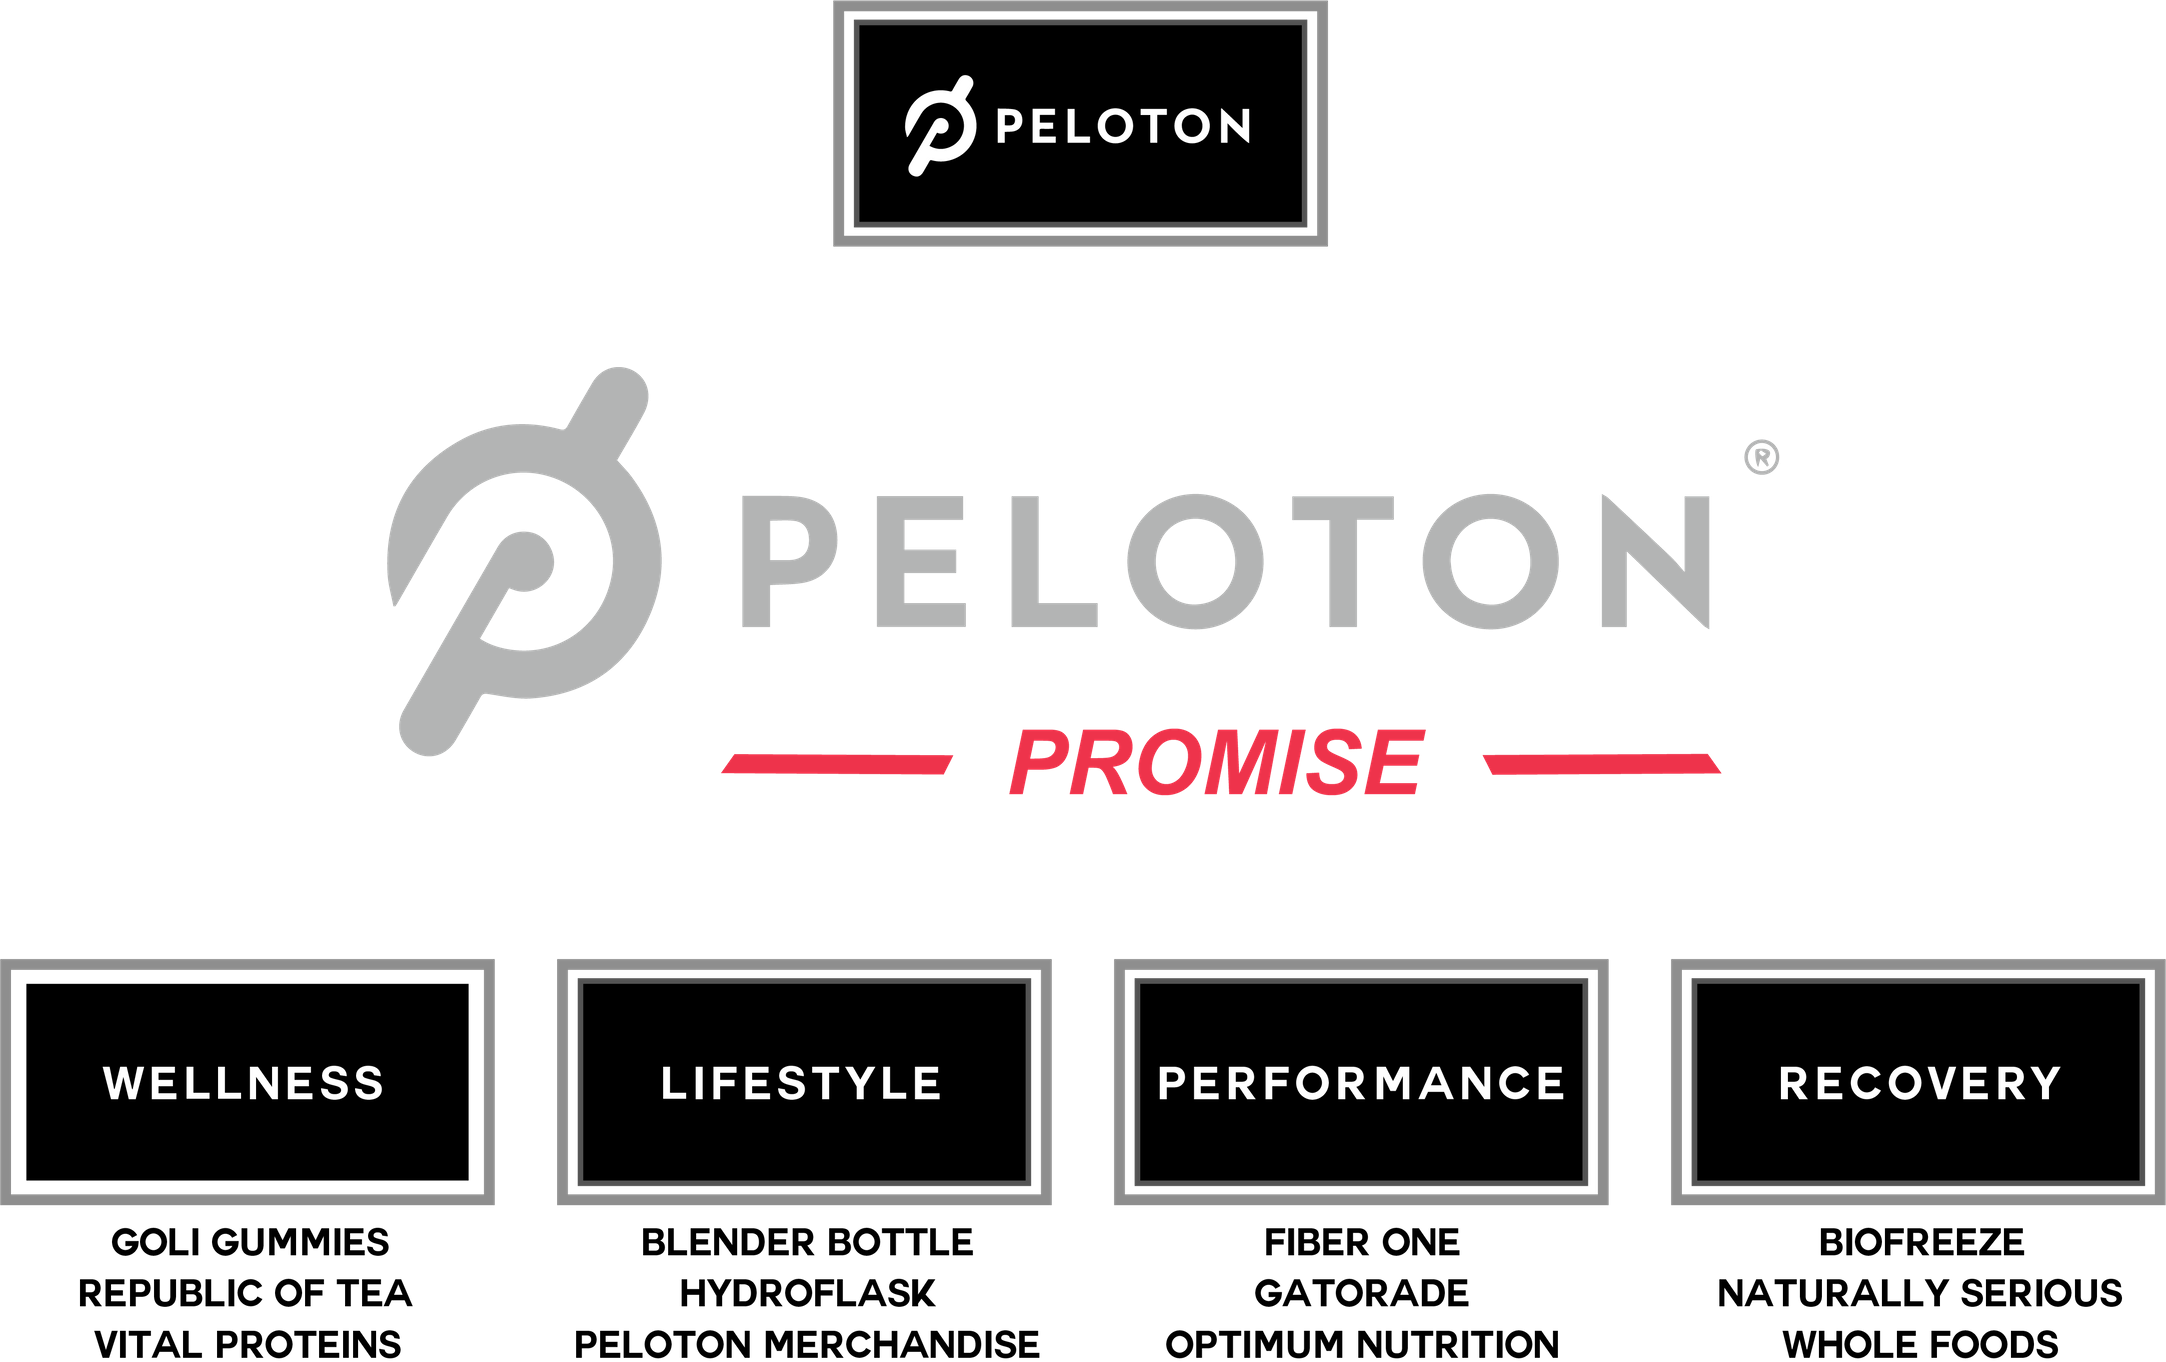 PELOTON
PELOTON®
PROMISE
WELLNESS
GOLI GUMMIES
REPUBLIC OF TEA
VITAL PROTEINS
LIFESTYLE
BLENDER BOTTLE
HYDROFLASK
PELOTON MERCHANDISE
PERFORMANCE
FIBER ONE
GATORADE
OPTIMUM NUTRITION
RECOVERY
BIOFREEZE
NATURALLY SERIOUS
WHOLE FOODS